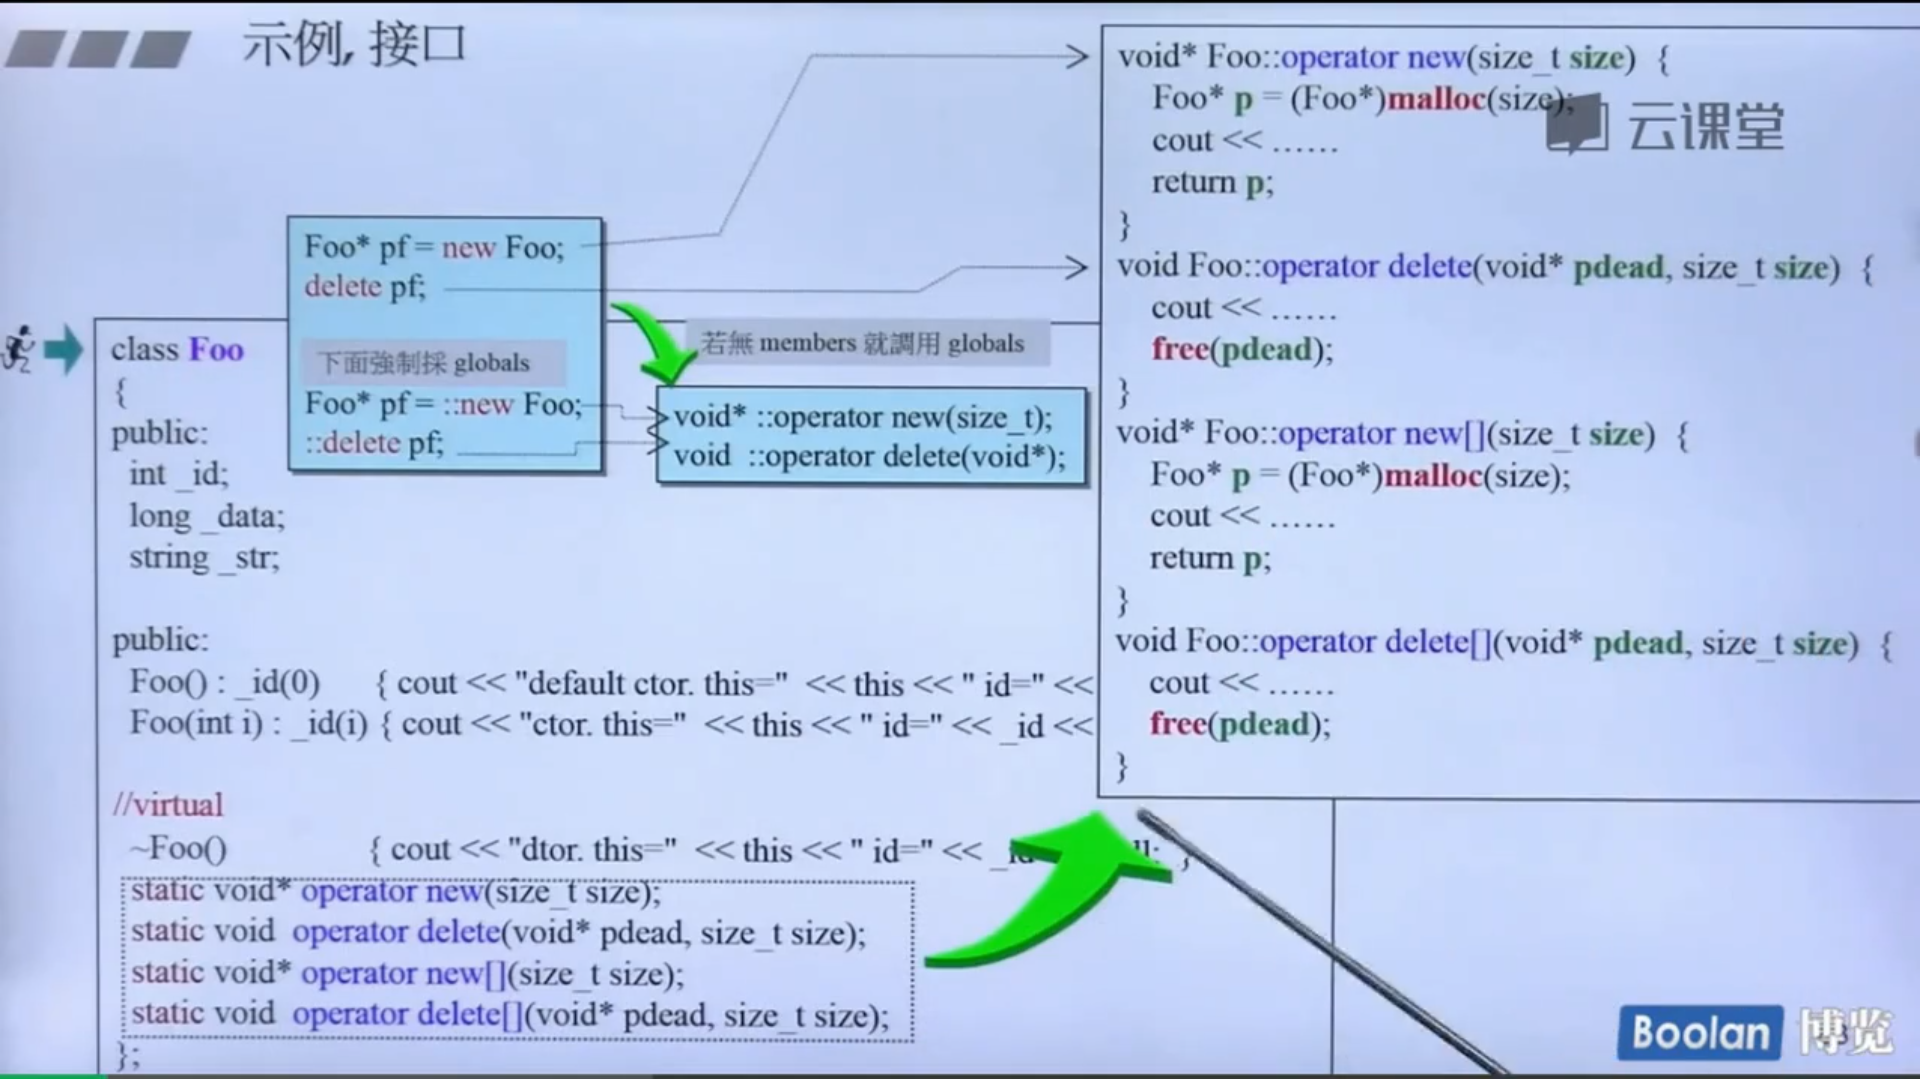 示例, 接口
void* Foo::operator new(size_t size) {
Foo* p = (Foo*)malloc(size);
cout << ......
return p;
}
void Foo::operator delete(void* pdead, size_t size) {
cout << ......
free(pdead);
}
void* Foo::operator new[](size_t size) {
Foo* p = (Foo*)malloc(size);
cout << ......
return p;
}
void Foo::operator delete[](void* pdead, size_t size) {
cout << ......
free(pdead);
}
云课堂
Foo* pf = new Foo;
delete pf;
下面強制採 globals
Foo* pf = ::new Foo;
::delete pf;
若無 members 就調用 globals
void* ::operator new(size_t);
void ::operator delete(void*);
class Foo
{
public:
int _id;
long _data;
string _str;
public:
Foo() : _id(0) { cout << "default ctor. this=" << this << " id=" <<
Foo(int i) : _id(i) { cout << "ctor. this=" << this << " id=" << _id <<
//virtual
~Foo() { cout << "dtor. this=" << this << " id=" <<
static void* operator new(size_t size);
static void operator delete(void* pdead, size_t size);
static void* operator new[](size_t size);
static void operator delete[](void* pdead, size_t size);
};
Boolan 博览